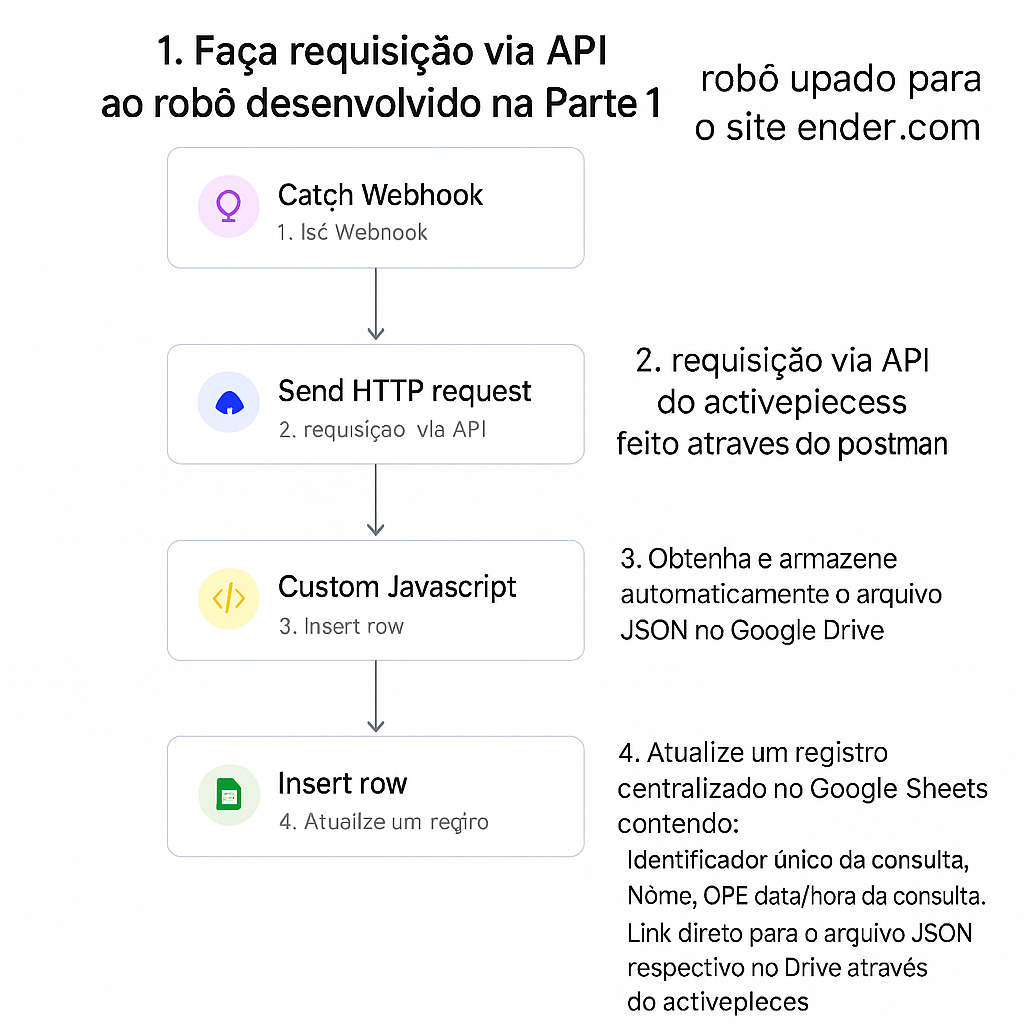 1. Faça requisição via API
ao robô desenvolvido na Parte 1
robô upado para
o site ender.com
Catçh Webhook
1. Isć Webnook
Send HTTP request
2. requısiçao vla API
2. requisição via API
do activepiecess
feito atraves do postman
Custom Javascript
3. Insert row
3. Obtenha e armazene
automaticamente o arquivo
JSON no Google Drive
Insert row
4. Atuaílze um regiro
4. Atualize um registro
centralizado no Google Sheets
contendo:
Identificador único da consulta,
Nòme, OPE data/hora da consulta.
Link direto para o arquivo JSON
respectivo no Drive através
do activepleces